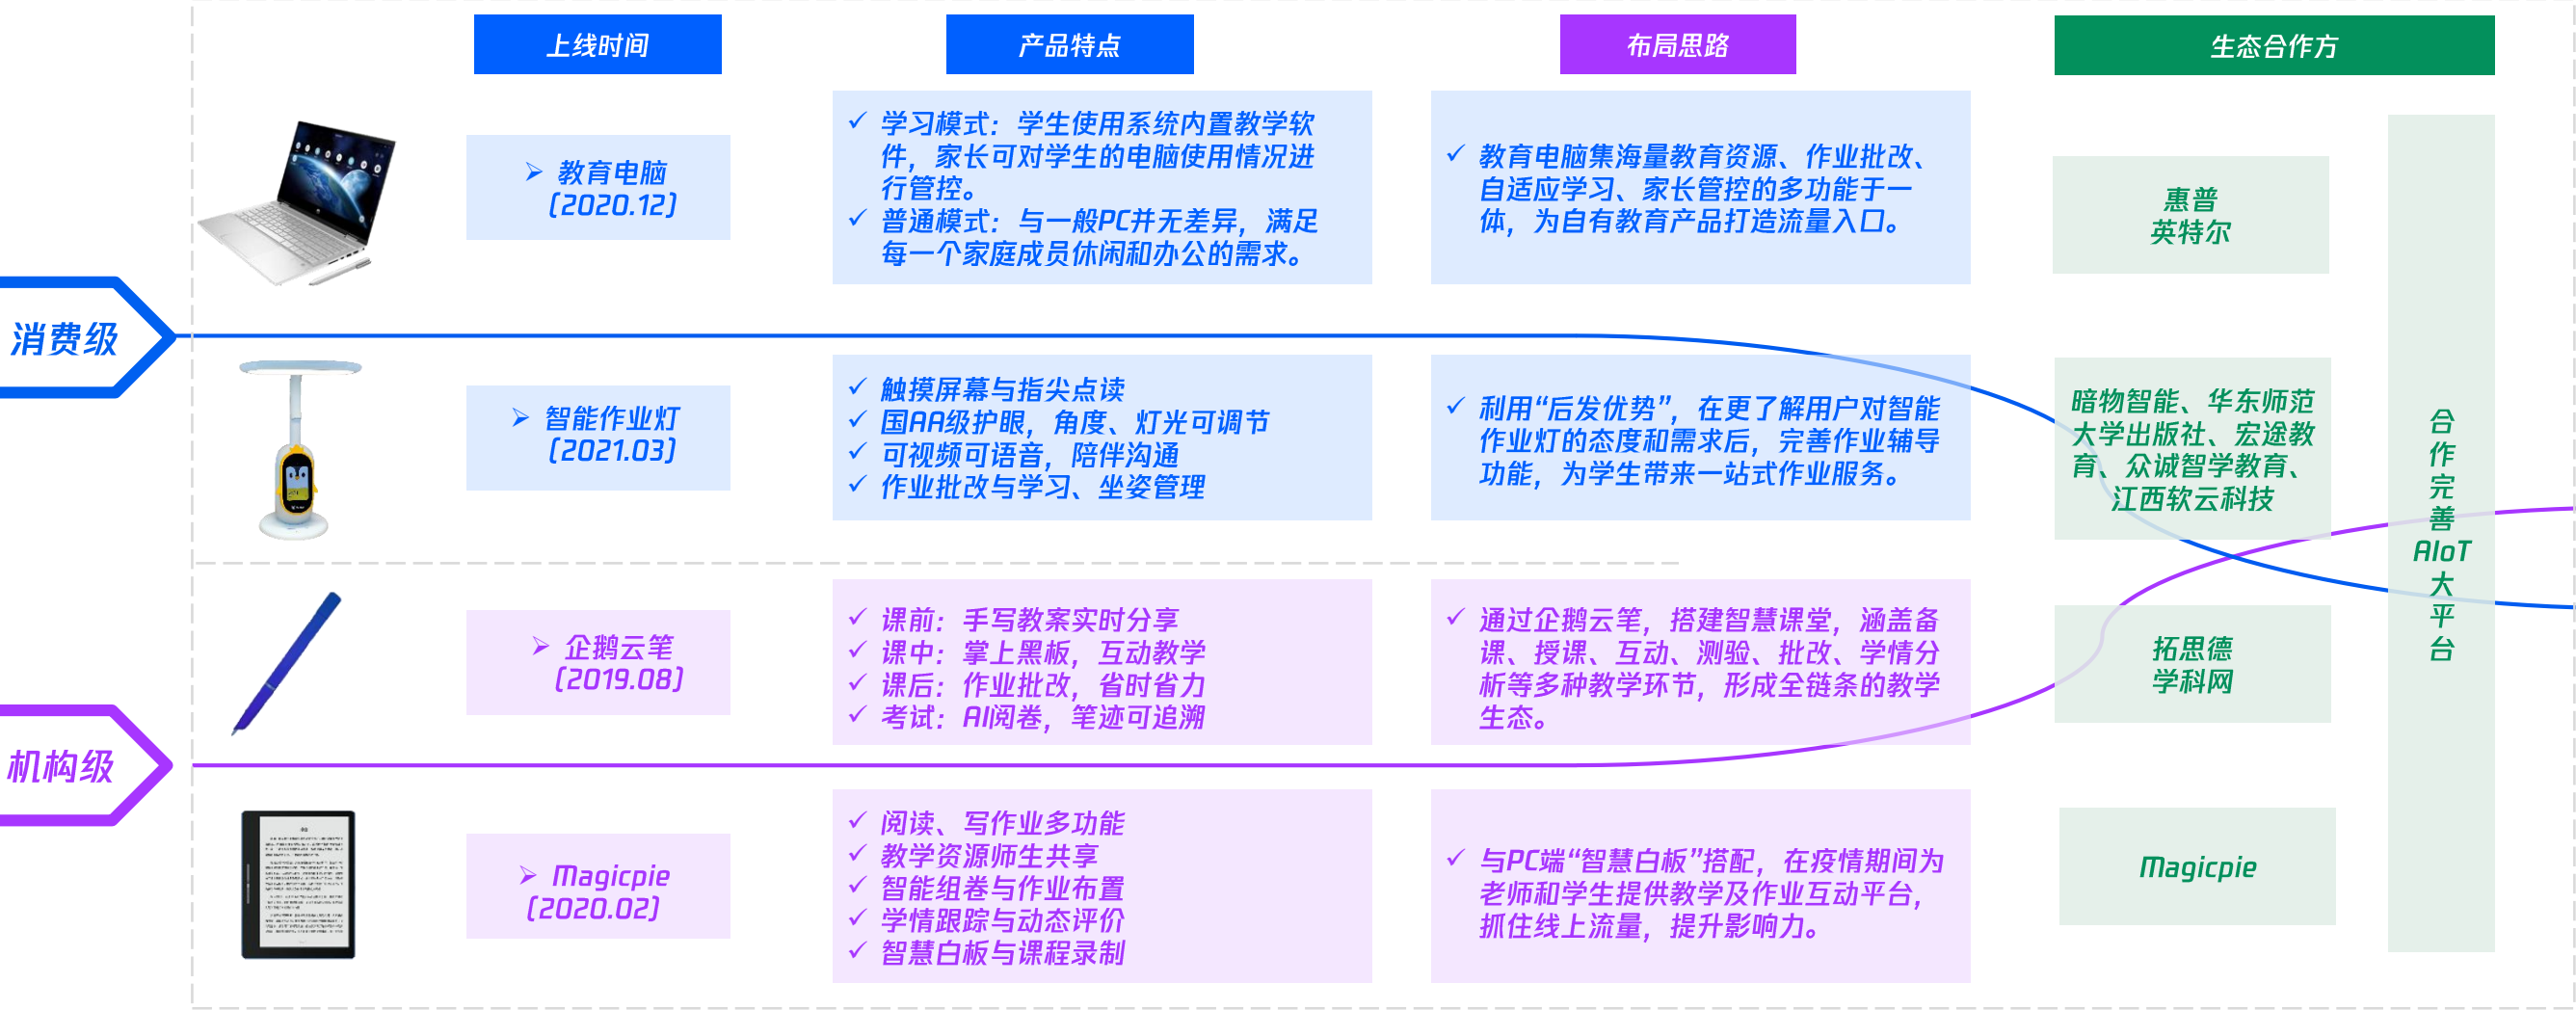 上线时间
产品特点
布局思路
生态合作方
消费级
教育电脑
(2020.12)
学习模式：学生使用系统内置教学软
件，家长可对学生的电脑使用情况进
行管控。
普通模式：与一般PC并无差异，满足
每一个家庭成员休闲和办公的需求。
教育电脑集海量教育资源、作业批改、
自适应学习、家长管控的多功能于一
体，为自有教育产品打造流量入口。
惠普
英特尔
智能作业灯
(2021.03)
触摸屏幕与指尖点读
国AA级护眼，角度、灯光可调节
可视频可语音，陪伴沟通
作业批改与学习、坐姿管理
利用“后发优势”，在更了解用户对智能
作业灯的态度和需求后，完善作业辅导
功能，为学生带来一站式作业服务。
暗物智能、华东师范
大学出版社、宏途教
育、众诚智学教育、
江西软云科技
机构级
企鹅云笔
(2019.08)
课前：手写教案实时分享
课中：掌上黑板，互动教学
课后：作业批改，省时省力
考试：AI阅卷，笔迹可追溯
通过企鹅云笔，搭建智慧课堂，涵盖备
课、授课、互动、测验、批改、学情分
析等多种教学环节，形成全链条的教学
生态。
拓思德
学科网
Magicpie
(2020.02)
阅读、写作业多功能
教学资源师生共享
智能组卷与作业布置
学情跟踪与动态评价
智慧白板与课程录制
与PC端“智慧白板”搭配，在疫情期间为
老师和学生提供教学及作业互动平台，
抓住线上流量，提升影响力。
Magicpie
合作完善AIoT大平台